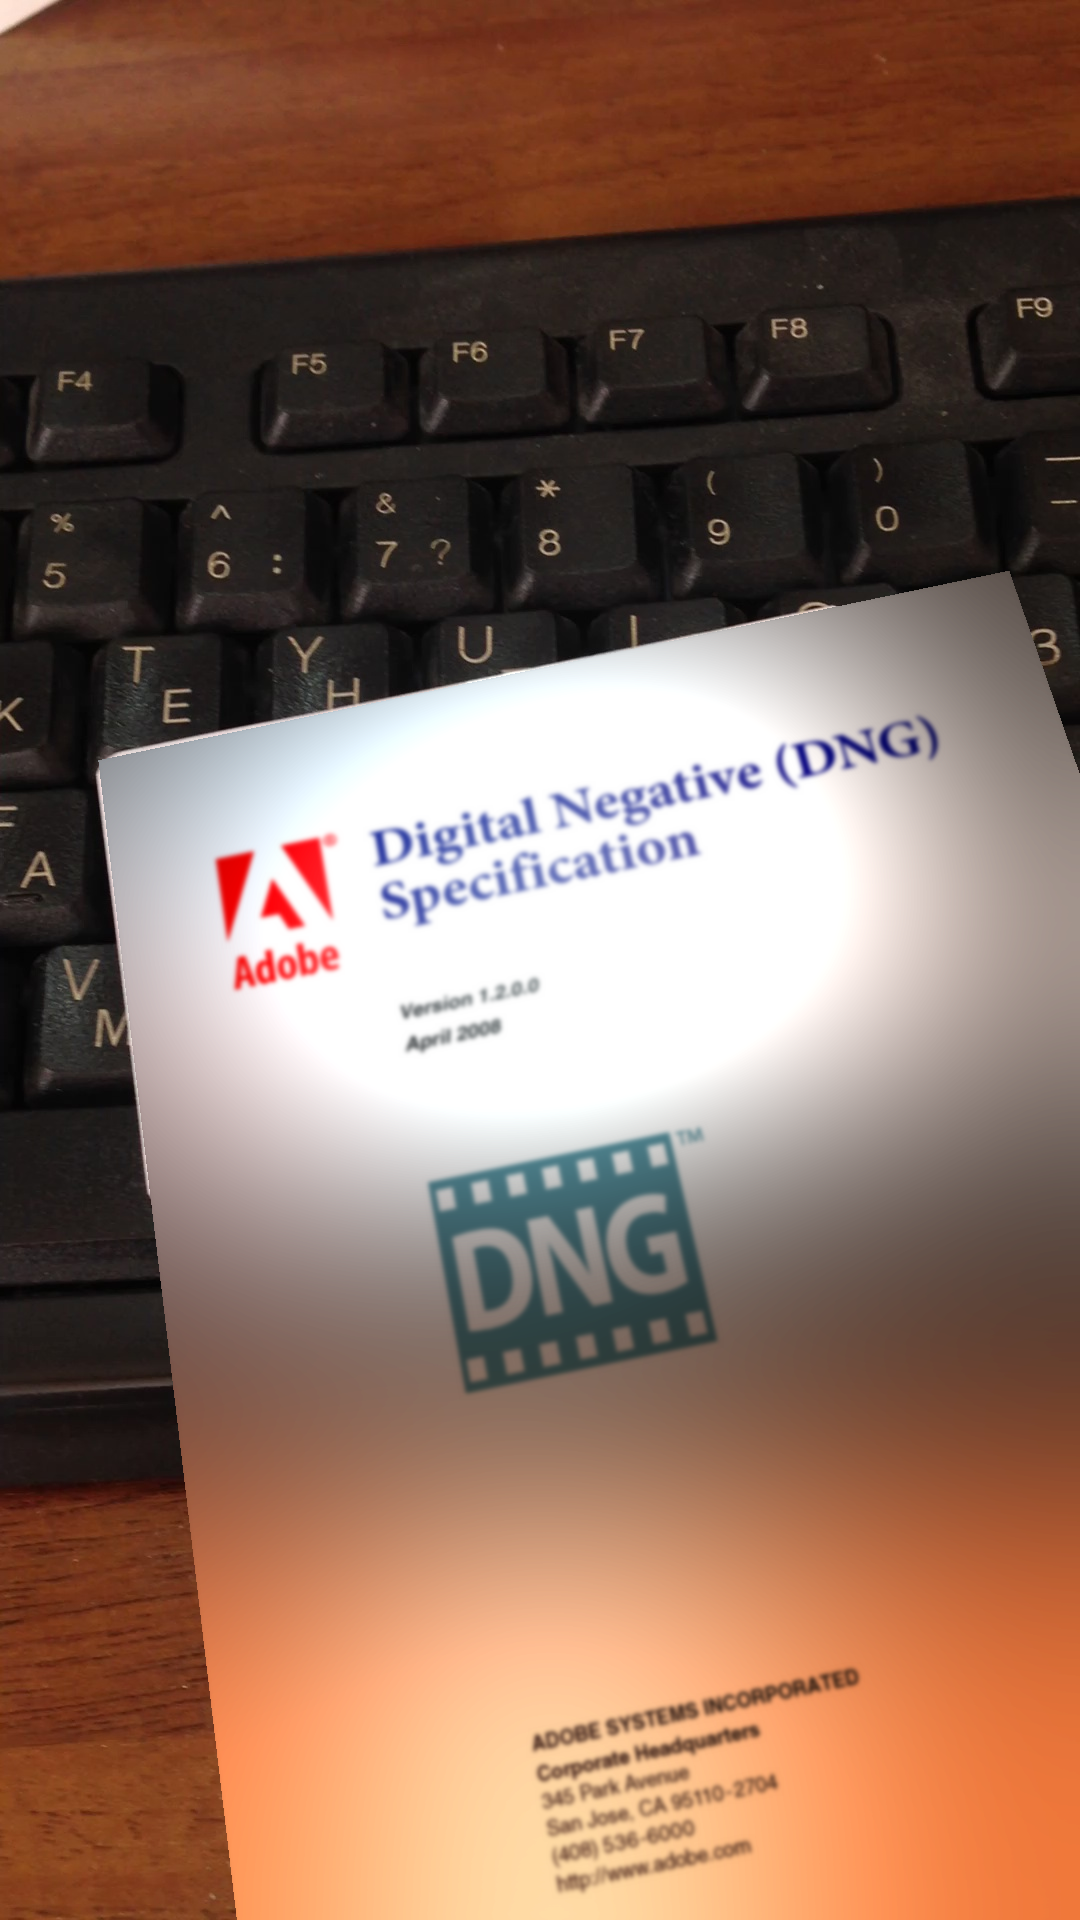 F4 F5 F6 F7 F8 F9
% ^ & * ( )
5 6 : 7 ? 8 9 0
T Y U
K E H
3
A
V
M
Digital Negative (DNG)
Specification
Adobe®
Version 1.2.0.0
April 2008
DNG™
ADOBE SYSTEMS INCORPORATED
Corporate Headquarters
345 Park Avenue
San Jose, CA 95110-2704
(408) 536-6000
http://www.adobe.com